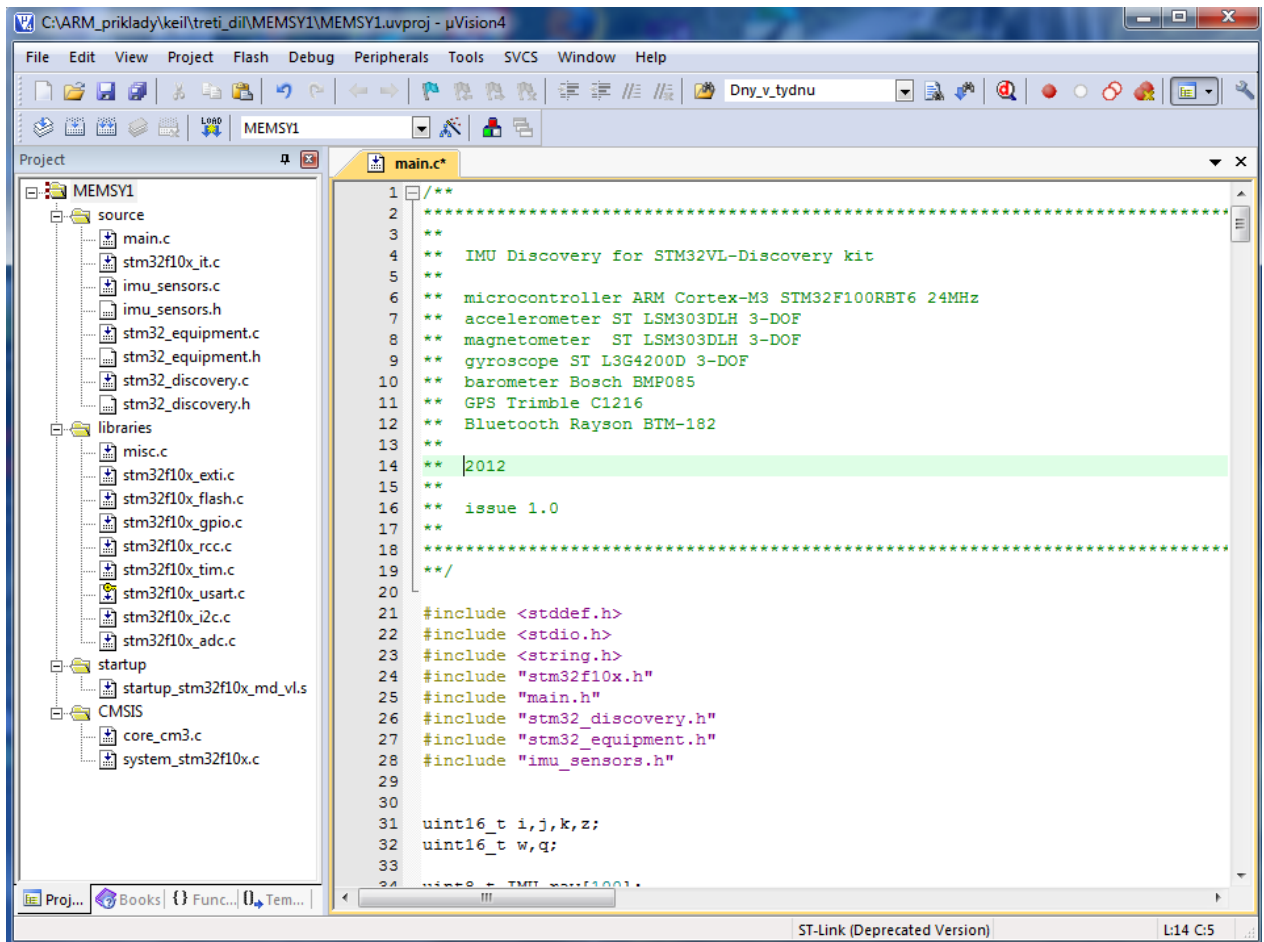 C:\ARM_priklady\keil\treti_dil\MEMSY1\MEMSY1.uvproj - µVision4
File Edit View Project Flash Debug Peripherals Tools SVCS Window Help
Dny_v_tydnu
LOAD MEMSY1
Project
MEMSY1
source
main.c
stm32f10x_it.c
imu_sensors.c
imu_sensors.h
stm32_equipment.c
stm32_equipment.h
stm32_discovery.c
stm32_discovery.h
libraries
misc.c
stm32f10x_exti.c
stm32f10x_flash.c
stm32f10x_gpio.c
stm32f10x_rcc.c
stm32f10x_tim.c
stm32f10x_usart.c
stm32f10x_i2c.c
stm32f10x_adc.c
startup
startup_stm32f10x_md_vl.s
CMSIS
core_cm3.c
system_stm32f10x.c
Proj... Books {} Func... 0 Tem...
main.c*
1 /**
2 *****************************************************************************
3 **
4 ** IMU Discovery for STM32VL-Discovery kit
5 **
6 ** microcontroller ARM Cortex-M3 STM32F100RBT6 24MHz
7 ** accelerometer ST LSM303DLH 3-DOF
8 ** magnetometer ST LSM303DLH 3-DOF
9 ** gyroscope ST L3G4200D 3-DOF
10 ** barometer Bosch BMP085
11 ** GPS Trimble C1216
12 ** Bluetooth Rayson BTM-182
13 **
14 ** 2012
15 **
16 ** issue 1.0
17 **
18 *****************************************************************************
19 **/
20
21 #include <stddef.h>
22 #include <stdio.h>
23 #include <string.h>
24 #include "stm32f10x.h"
25 #include "main.h"
26 #include "stm32_discovery.h"
27 #include "stm32_equipment.h"
28 #include "imu_sensors.h"
29
30
31 uint16_t i,j,k,z;
32 uint16_t w,q;
33
34 uint8_t IMU_ray[100];
ST-Link (Deprecated Version) L:14 C:5